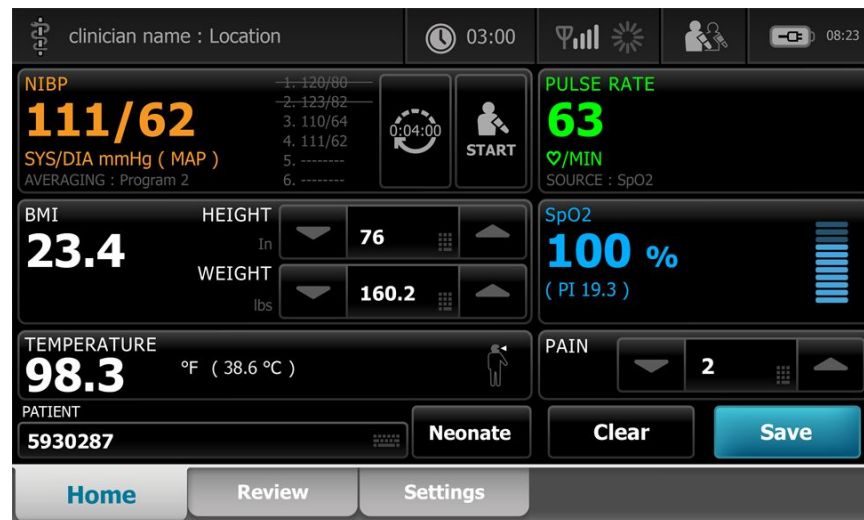 clinician name : Location
03:00
08:23
NIBP
111/62
SYS/DIA mmHg ( MAP )
AVERAGING : Program 2
1. 120/80
2. 123/82
3. 110/64
4. 111/62
5. --------
6. --------
0:04:00
START
PULSE RATE
63
♡/MIN
SOURCE : SpO2
BMI
23.4
HEIGHT
In
76
WEIGHT
lbs
160.2
SpO2
100 %
( PI 19.3 )
TEMPERATURE
98.3 °F ( 38.6 °C )
PAIN
2
PATIENT
5930287
Neonate
Clear
Save
Home
Review
Settings